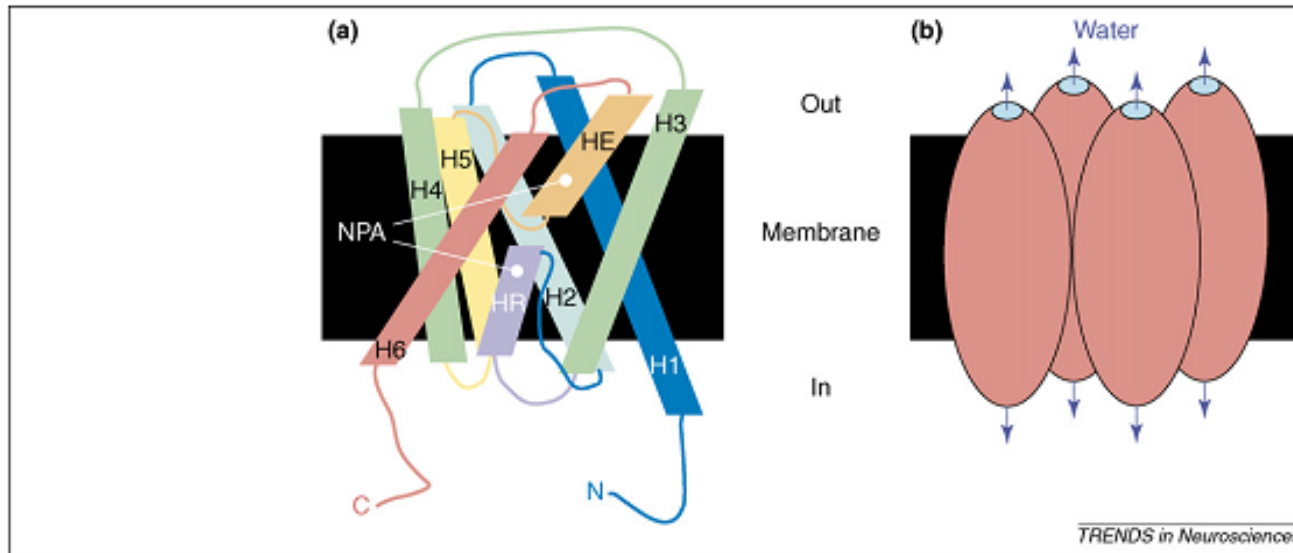 (a)
H4
H5
HE
H3
NPA
HR
H2
H6
H1
C
N
Out
Membrane
In
(b)
Water
TRENDS in Neurosciences